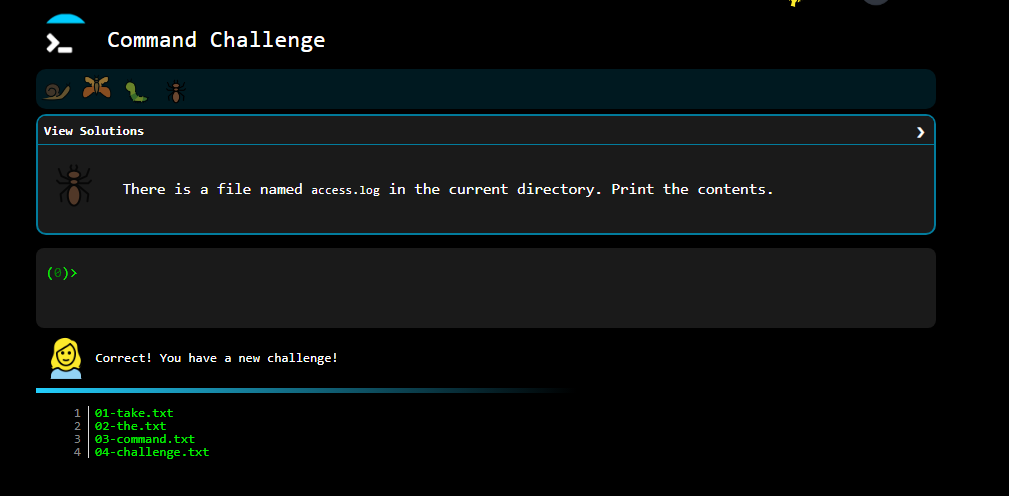 Command Challenge
View Solutions
There is a file named access.log in the current directory. Print the contents.
(0)>
Correct! You have a new challenge!
1 01-take.txt
2 02-the.txt
3 03-command.txt
4 04-challenge.txt